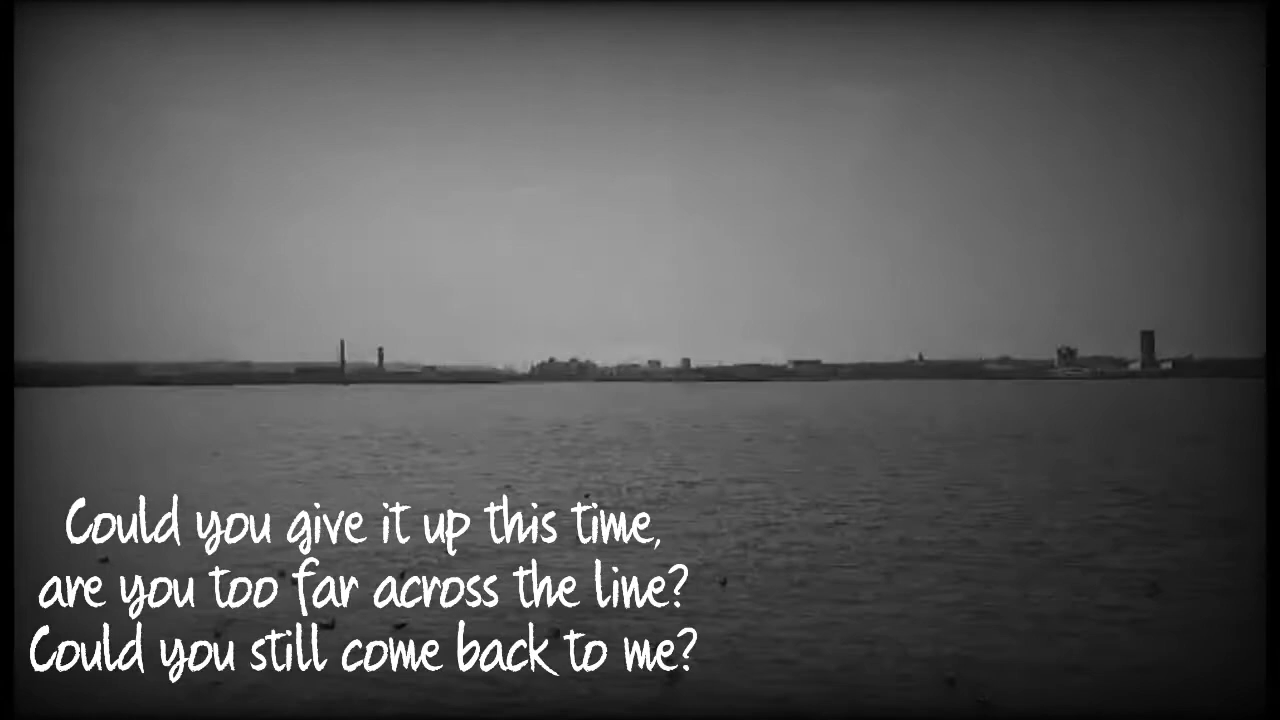 Could you give it up this time,
are you too far across the line?
Could you still come back to me?